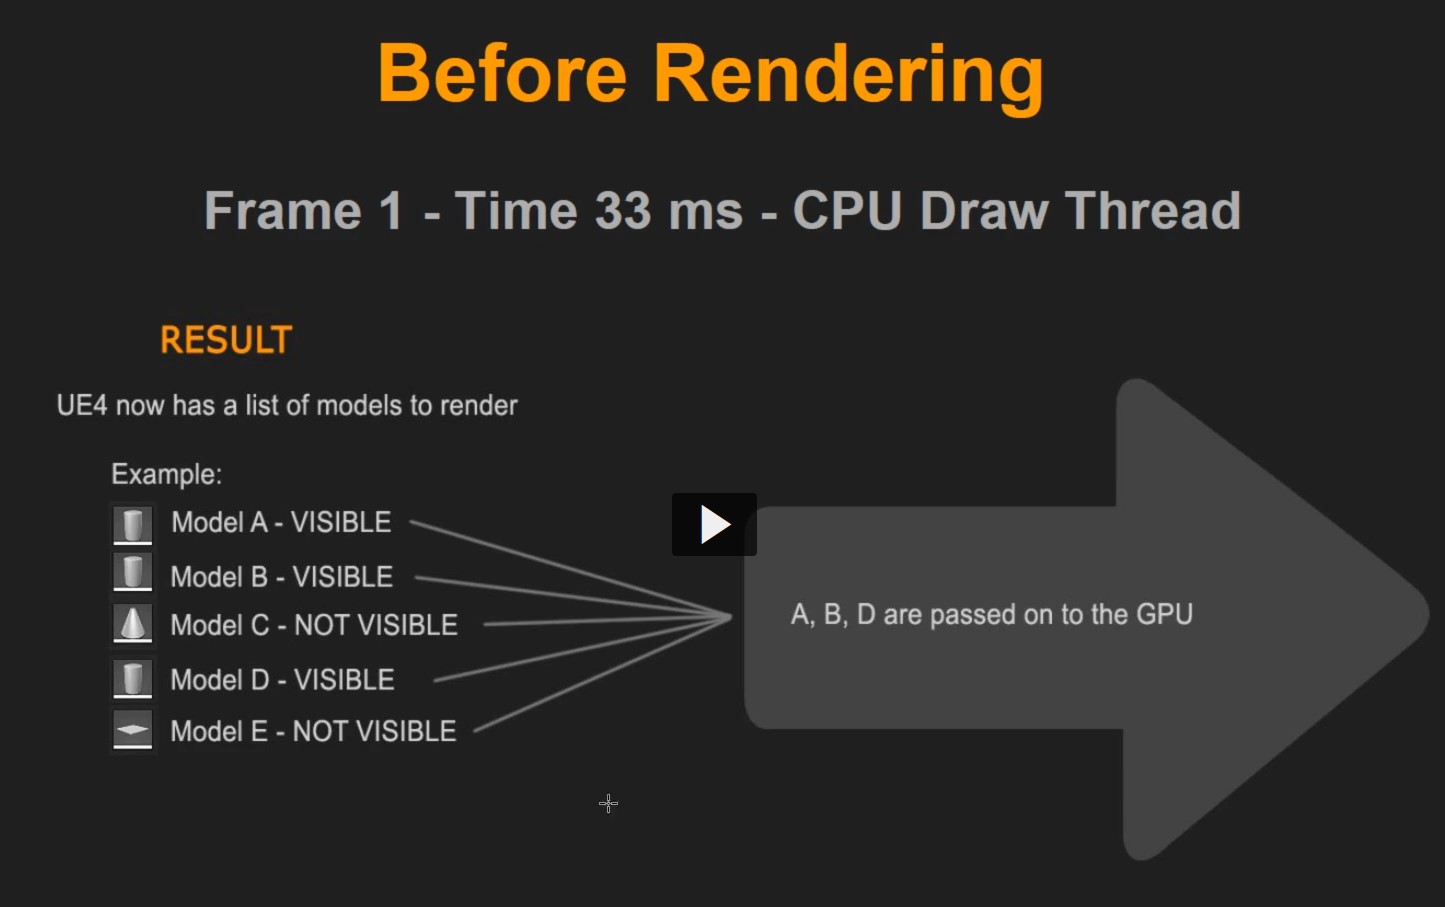 Before Rendering
Frame 1 - Time 33 ms - CPU Draw Thread
RESULT
UE4 now has a list of models to render
Example:
Model A - VISIBLE
Model B - VISIBLE
Model C - NOT VISIBLE
Model D - VISIBLE
Model E - NOT VISIBLE
A, B, D are passed on to the GPU